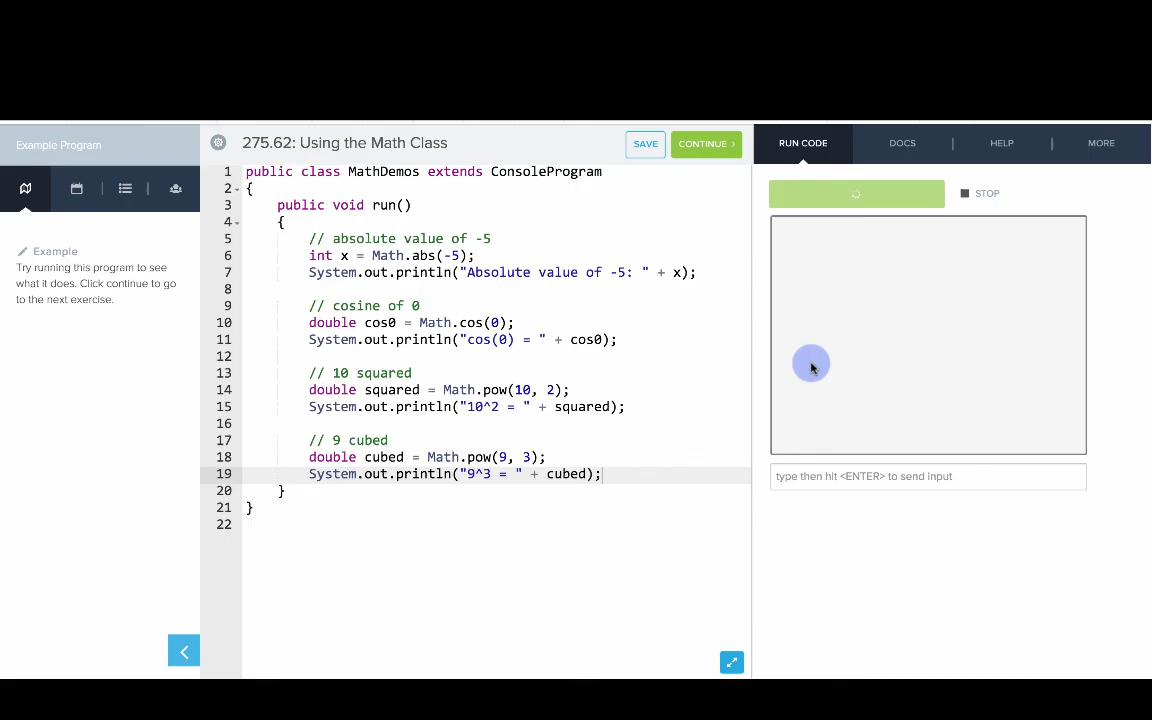 Example Program
275.62: Using the Math Class
SAVE
CONTINUE ›
RUN CODE
DOCS
HELP
MORE
Example
Try running this program to see
what it does. Click continue to go
to the next exercise.
1 public class MathDemos extends ConsoleProgram
2 {
3 public void run()
4 {
5 // absolute value of -5
6 int x = Math.abs(-5);
7 System.out.println("Absolute value of -5: " + x);
8
9 // cosine of 0
10 double cos0 = Math.cos(0);
11 System.out.println("cos(0) = " + cos0);
12
13 // 10 squared
14 double squared = Math.pow(10, 2);
15 System.out.println("10^2 = " + squared);
16
17 // 9 cubed
18 double cubed = Math.pow(9, 3);
19 System.out.println("9^3 = " + cubed);
20 }
21 }
22
STOP
type then hit <ENTER> to send input